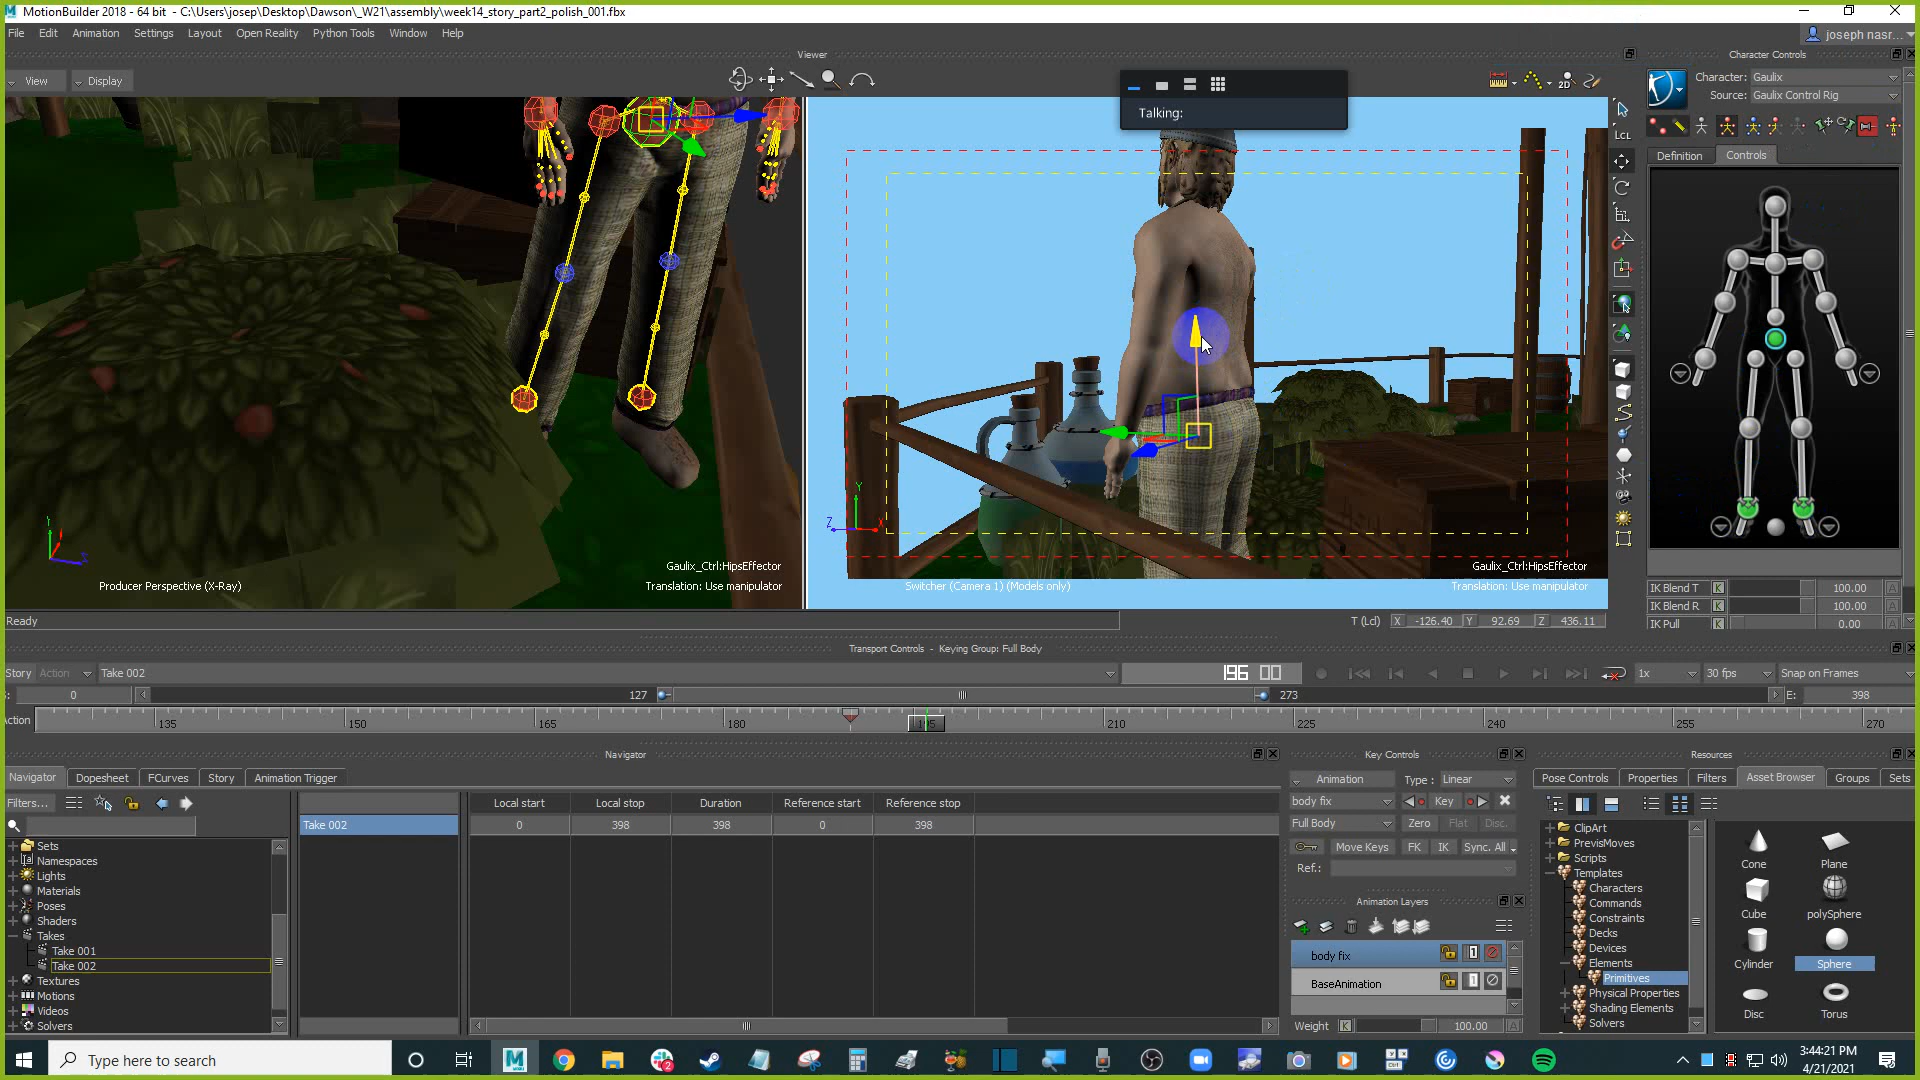 MotionBuilder 2018 - 64 bit - C:\Users\josep\Desktop\Dawson\_W21\assembly\week14_story_part2_polish_001.fbx
File Edit Animation Settings Layout Open Reality Python Tools Window Help
joseph nasr...
Viewer
Character Controls
View Display
2D
Character: Gaulix
Source: Gaulix Control Rig
Talking:
LCL
Definition Controls
Y
Z
Y
Z X
Gaulix_Ctrl:HipsEffector
Producer Perspective (X-Ray)
Translation: Use manipulator
Gaulix_Ctrl:HipsEffector
Switcher (Camera 1) (Models only)
Translation: Use manipulator
IK Blend T K 100.00 A
IK Blend R K 100.00 A
IK Pull K 0.00
Ready
T (Lcl) X -126.40 Y 92.69 Z 436.11
Transport Controls - Keying Group: Full Body
Story Action Take 002
196 00
1x 30 fps Snap on Frames
S: 0 127 273 E: 398
Action 135 150 165 180 195 210 225 240 255 270
Navigator
Key Controls
Resources
Navigator Dopesheet FCurves Story Animation Trigger
Filters...
Sets
Namespaces
Lights
Materials
Poses
Shaders
Takes
Take 001
Take 002
Textures
Motions
Videos
Solvers
Take 002
Local start Local stop Duration Reference start Reference stop
0 398 398 0 398
Animation Type : Linear
body fix Key
Full Body Zero Flat Disc.
Move Keys FK IK Sync. All
Ref.:
Animation Layers
body fix 1
BaseAnimation 1
Weight K 100.00 A
Pose Controls Properties Filters Asset Browser Groups Sets
ClipArt
PrevisMoves
Scripts
Templates
Characters
Commands
Constraints
Decks
Devices
Elements
Primitives
Physical Properties
Shading Elements
Solvers
Cone Plane
Cube polySphere
Cylinder Sphere
Disc Torus
Type here to search
2
3:44:21 PM
4/21/2021